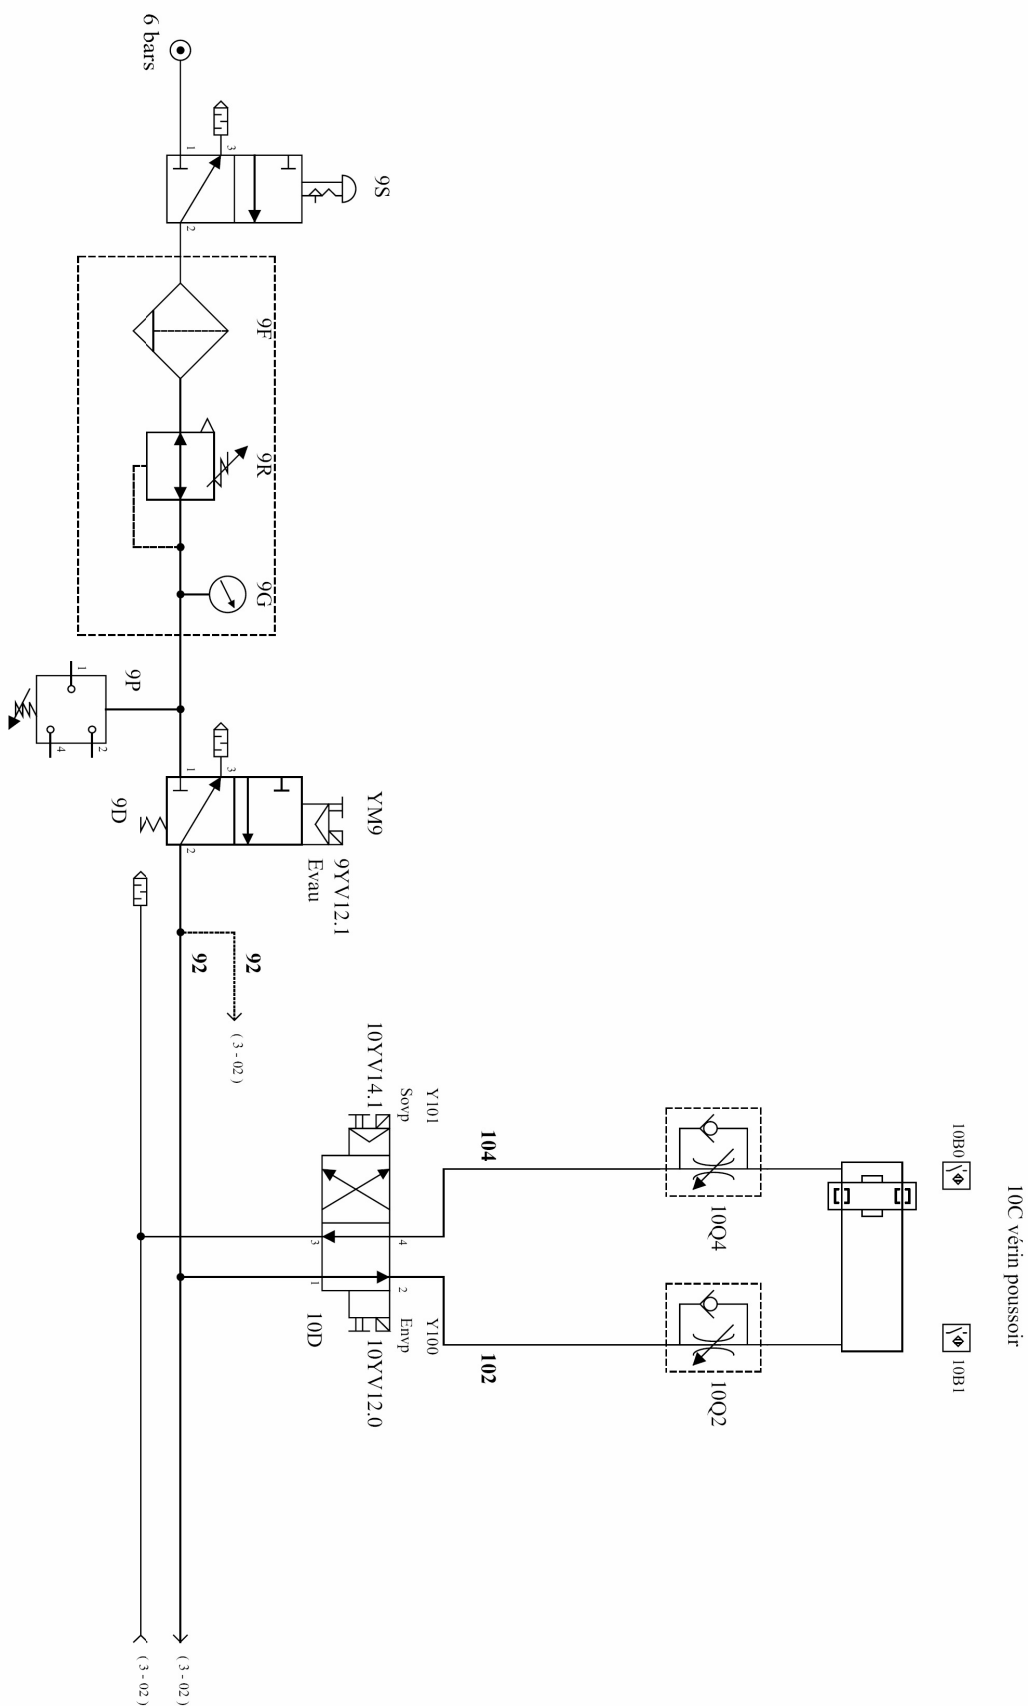 10C vérin poussoir
10B0
10B1
10Q4
10Q2
104
102
Y101
Sovp
10YV14.1
Y100
Envp
10YV12.0
4
2
3
1
10D
9S
3
1
2
6 bars
9F
9R
9G
9P
1
2
4
YM9
9YV12.1
Evau
3
1
2
9D
92
92
( 3 - 02 )
( 3 - 02 )
( 3 - 02 )